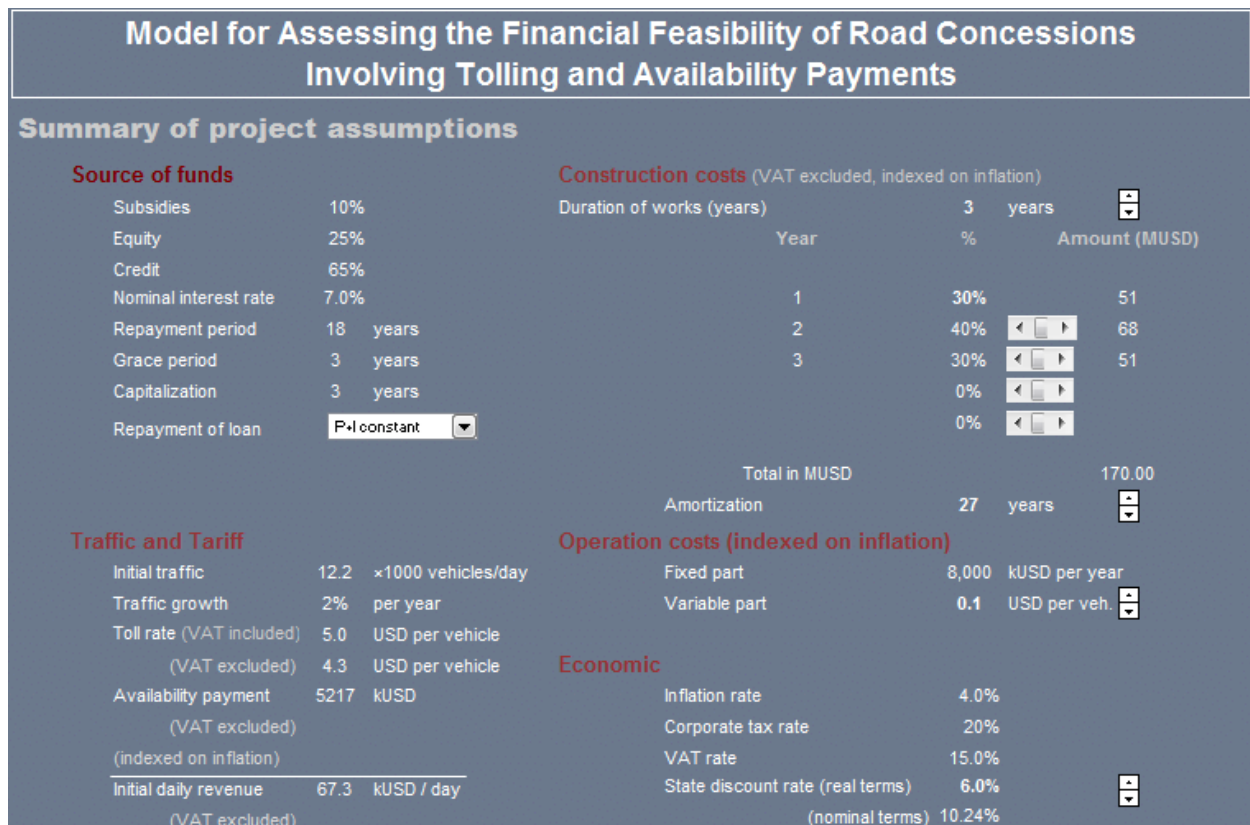 Model for Assessing the Financial Feasibility of Road Concessions
Involving Tolling and Availability Payments
Summary of project assumptions
Source of funds
Subsidies 10%
Equity 25%
Credit 65%
Nominal interest rate 7.0%
Repayment period 18 years
Grace period 3 years
Capitalization 3 years
Repayment of loan P+I constant
Construction costs (VAT excluded, indexed on inflation)
Duration of works (years) 3 years
Year % Amount (MUSD)
1 30% 51
2 40% 68
3 30% 51
0%
0%
Total in MUSD 170.00
Amortization 27 years
Traffic and Tariff
Initial traffic 12.2 ×1000 vehicles/day
Traffic growth 2% per year
Toll rate (VAT included) 5.0 USD per vehicle
(VAT excluded) 4.3 USD per vehicle
Availability payment 5217 kUSD
(VAT excluded)
(indexed on inflation)
Initial daily revenue 67.3 kUSD / day
(VAT excluded)
Operation costs (indexed on inflation)
Fixed part 8,000 kUSD per year
Variable part 0.1 USD per veh.
Economic
Inflation rate 4.0%
Corporate tax rate 20%
VAT rate 15.0%
State discount rate (real terms) 6.0%
(nominal terms) 10.24%